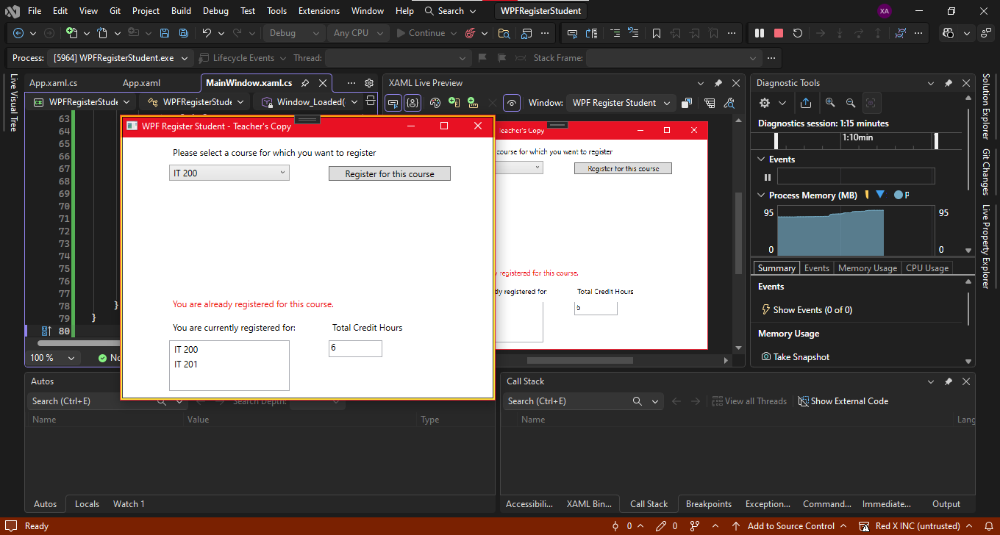 File Edit View Git Project Build Debug Test Tools Extensions Window Help Search WPFRegisterStudent XA
Debug Any CPU Continue
Process: [5964] WPFRegisterStudent.exe Lifecycle Events Thread: Stack Frame:
Live Visual Tree
App.xaml.cs App.xaml MainWindow.xaml.cs
WPFRegisterStude WPFRegisterStude Window_Loaded(
63
64
65
66
67
68
69
70
71
72
73
74
75
76
77
78 }
79 }
80
100 % No
WPF Register Student - Teacher's Copy
Please select a course for which you want to register
IT 200 Register for this course
You are already registered for this course.
You are currently registered for: Total Credit Hours
IT 200 6
IT 201
XAML Live Preview
Window: WPF Register Student
Teacher's Copy
course for which you want to register
Register for this course
registered for this course.
registered for: Total Credit Hours
6
Diagnostic Tools
Diagnostics session: 1:15 minutes
1:10min
Events
Process Memory (MB) P
95 95
0 0
Summary Events Memory Usage CPU Usage
Events
Show Events (0 of 0)
Memory Usage
Take Snapshot
Solution Explorer
Git Changes
Live Property Explorer
Autos
Search (Ctrl+E) Search Depth:
Name Value Type
Autos Locals Watch 1
Call Stack
Search (Ctrl+E) View all Threads Show External Code
Name Lang
Accessibili... XAML Bin... Call Stack Breakpoints Exception... Command... Immediate... Output
Ready 0 0 Add to Source Control Red X INC (untrusted)